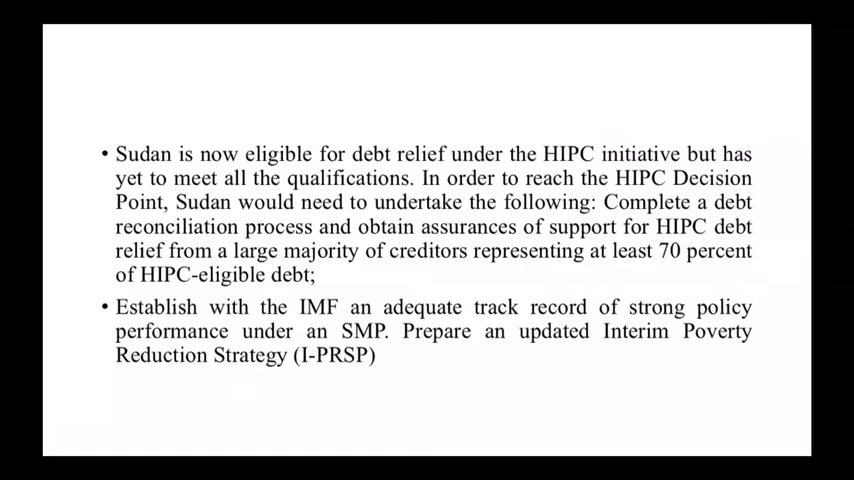 • Sudan is now eligible for debt relief under the HIPC initiative but has
yet to meet all the qualifications. In order to reach the HIPC Decision
Point, Sudan would need to undertake the following: Complete a debt
reconciliation process and obtain assurances of support for HIPC debt
relief from a large majority of creditors representing at least 70 percent
of HIPC-eligible debt;
• Establish with the IMF an adequate track record of strong policy
performance under an SMP. Prepare an updated Interim Poverty
Reduction Strategy (I-PRSP)